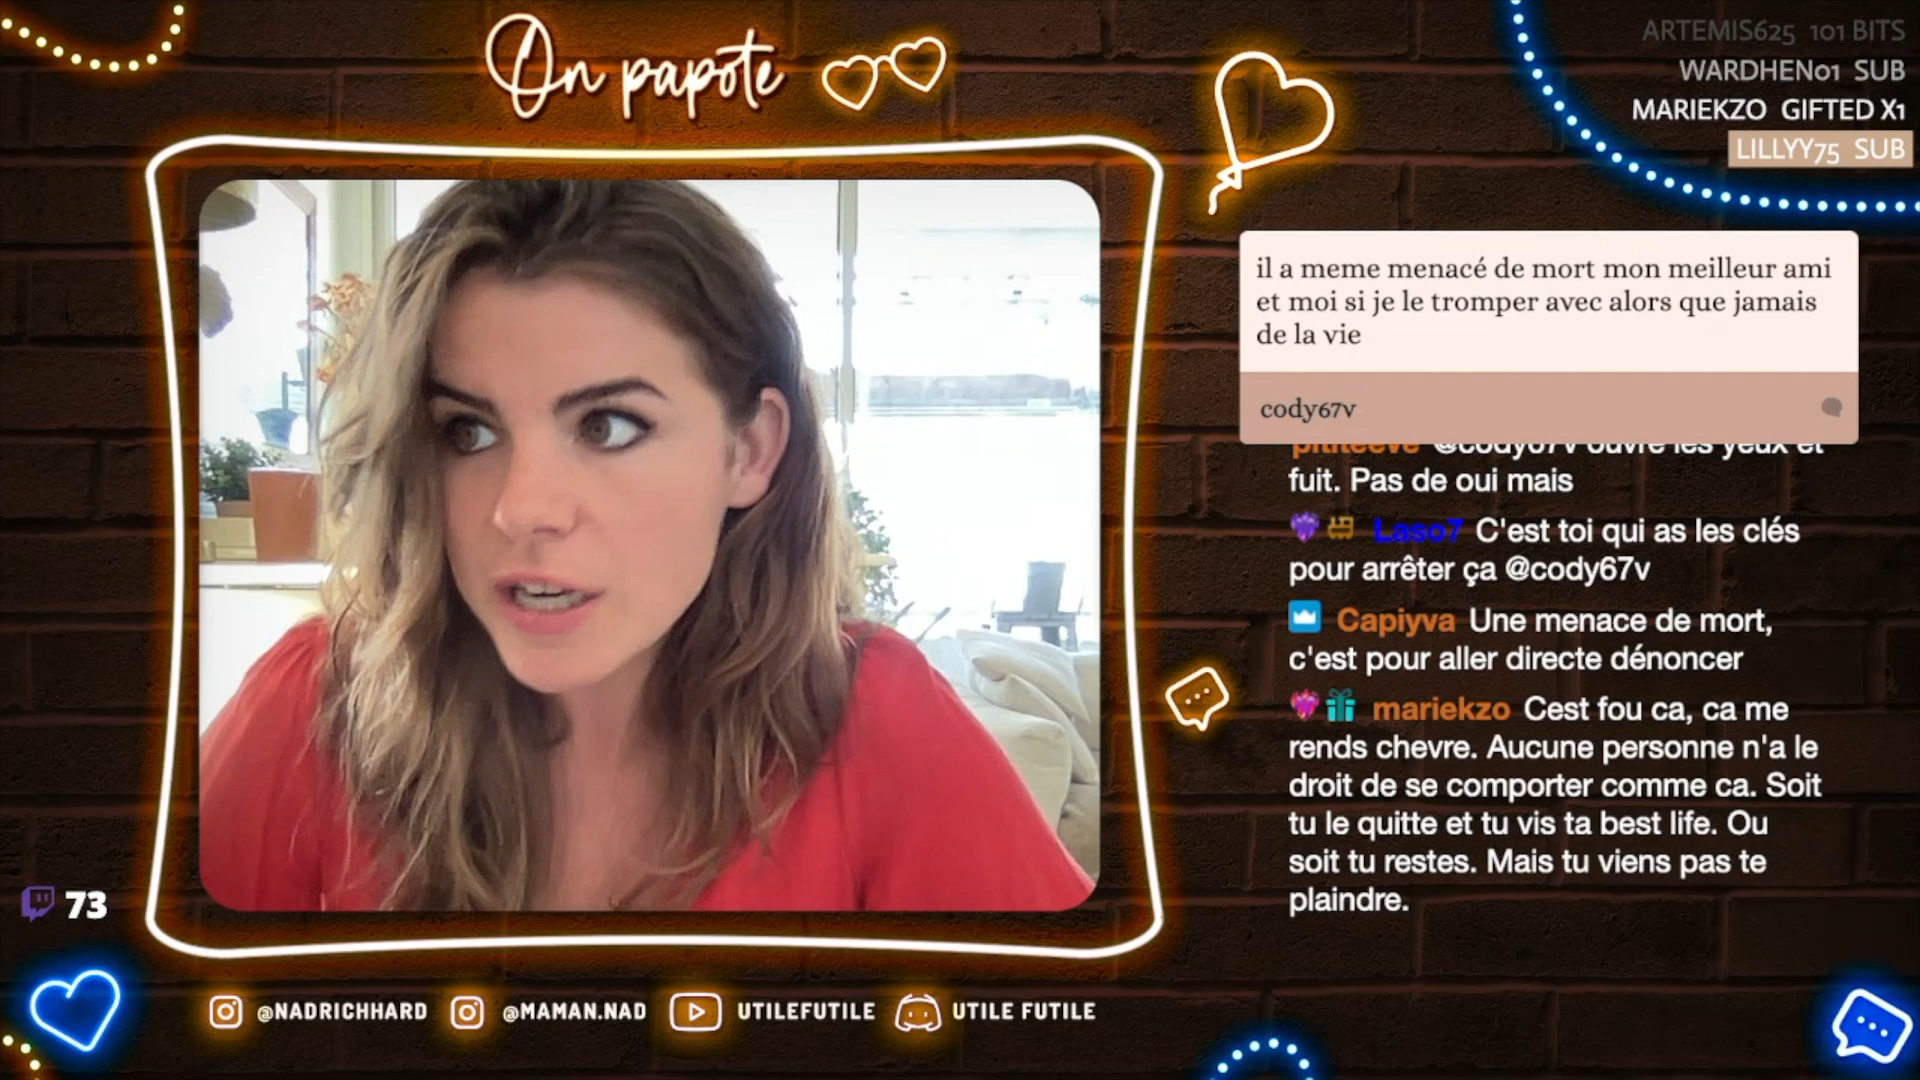 On papote
ARTEMIS625 101 BITS
WARDHEN01 SUB
MARIEKZO GIFTED X1
LILLYY75 SUB
il a meme menacé de mort mon meilleur ami
et moi si je le tromper avec alors que jamais
de la vie
cody67v
@cody67v ouvre les yeux et
fuit. Pas de oui mais
Laso7 C'est toi qui as les clés
pour arrêter ça @cody67v
Capiyva Une menace de mort,
c'est pour aller directe dénoncer
mariekzo Cest fou ca, ca me
rends chevre. Aucune personne n'a le
droit de se comporter comme ca. Soit
tu le quitte et tu vis ta best life. Ou
soit tu restes. Mais tu viens pas te
plaindre.
73
@NADRICHHARD @MAMAN.NAD UTILEFUTILE UTILE FUTILE